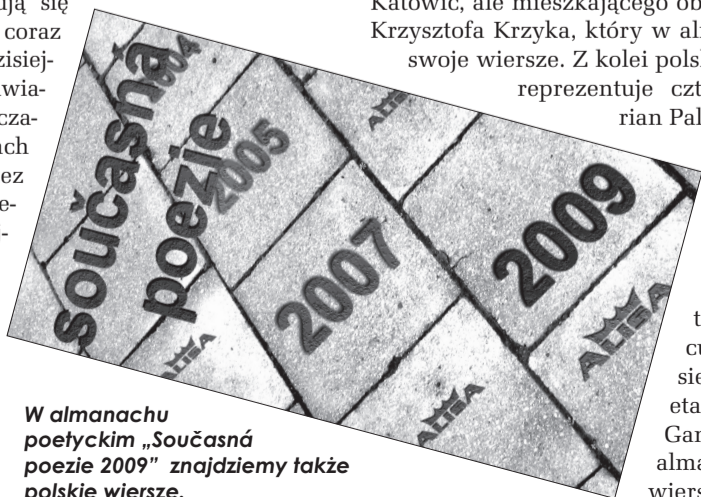 ują się
coraz
zisiej-
wia-
cza-
ach
ez
e-
j-
Katowic, ale mieszkającego ob
Krzysztofa Krzyka, który w al
swoje wiersze. Z kolei polsk
reprezentuje czt
rian Pal
současná
poezie
2005
2007
2009
ALISA
ALISA
ALISA
ALISA
W almanachu
poetyckim „Současná
poezie 2009” znajdziemy także
polskie wiersze.
t
cu
sie
eta
Gar
alma
wiers